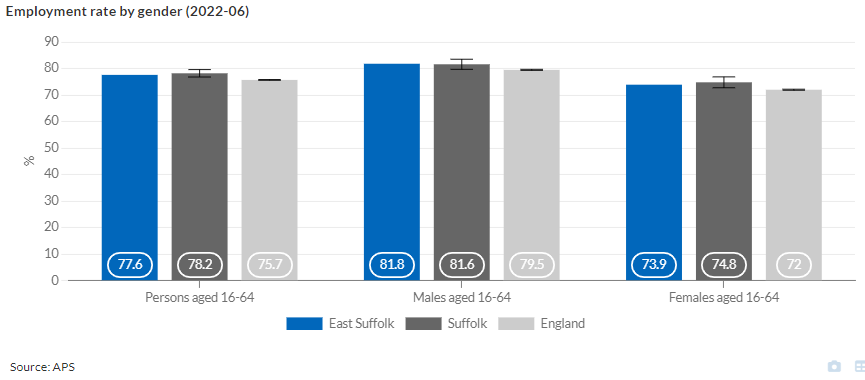 Employment rate by gender (2022-06)
90
80
70
60
50
40
30
20
10
0
%
77.6 78.2 75.7 81.8 81.6 79.5 73.9 74.8 72
Persons aged 16-64 Males aged 16-64 Females aged 16-64
East Suffolk Suffolk England
Source: APS